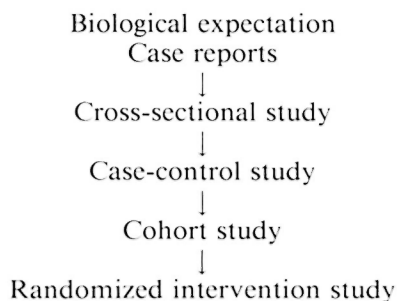 Biological expectation
Case reports
Cross-sectional study
Case-control study
Cohort study
Randomized intervention study